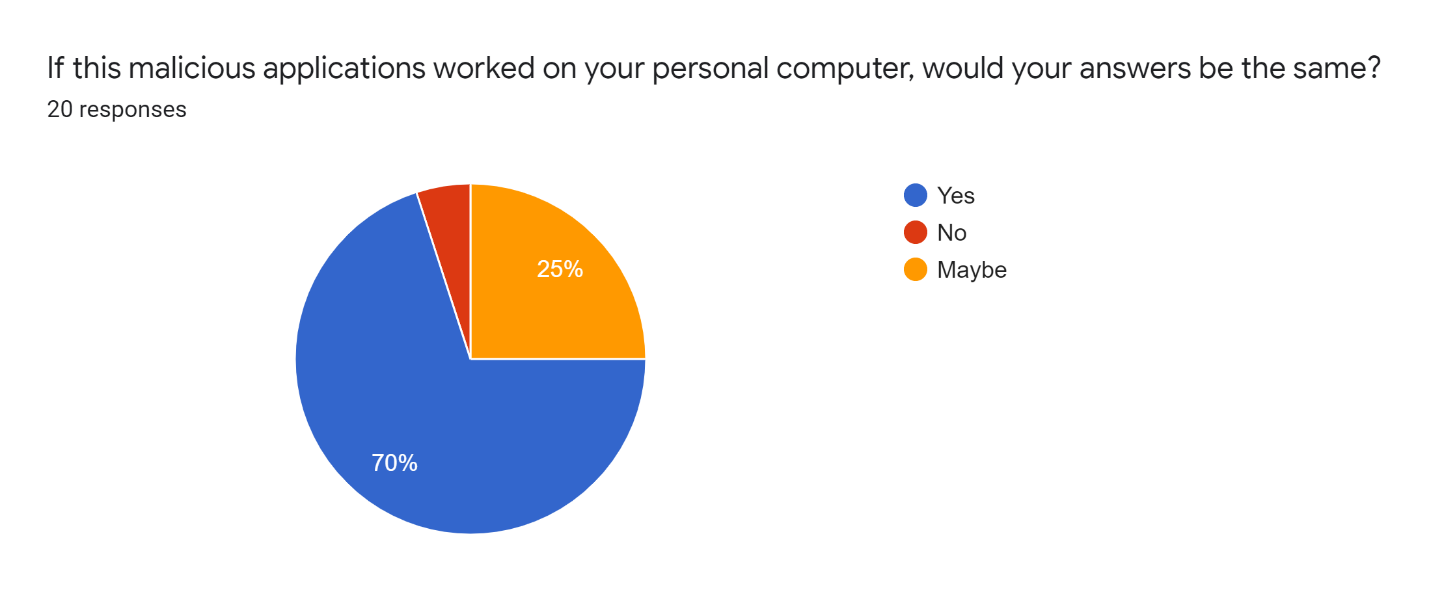 If this malicious applications worked on your personal computer, would your answers be the same?
20 responses
25%
70%
Yes
No
Maybe